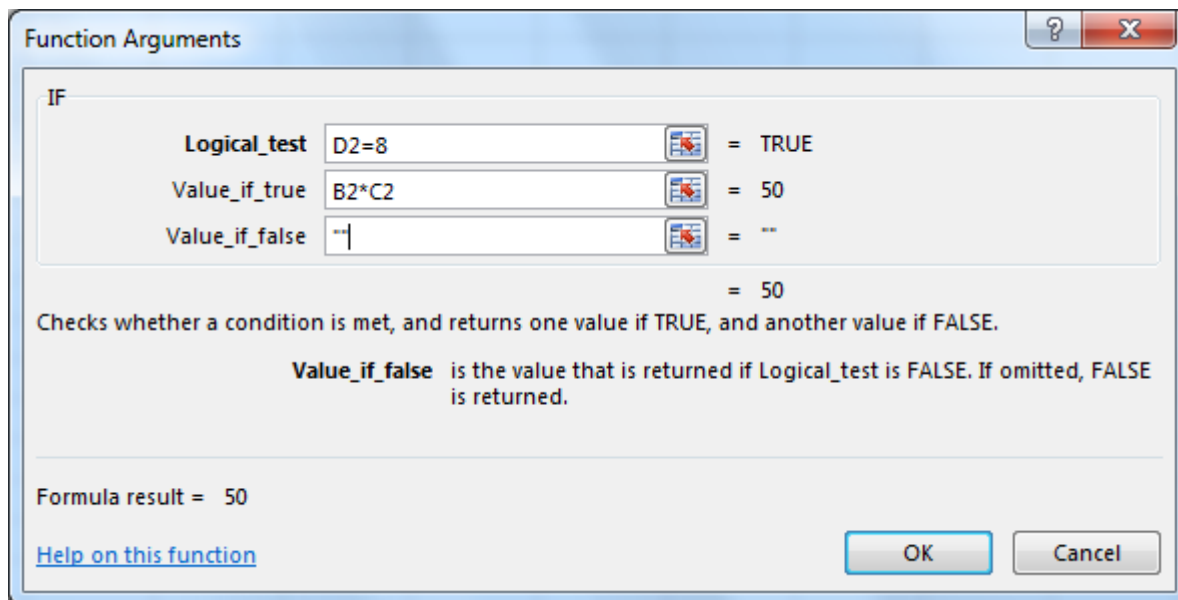 Function Arguments
IF
Logical_test D2=8 = TRUE
Value_if_true B2*C2 = 50
Value_if_false "" = ""
= 50
Checks whether a condition is met, and returns one value if TRUE, and another value if FALSE.
Value_if_false is the value that is returned if Logical_test is FALSE. If omitted, FALSE
is returned.
Formula result = 50
Help on this function
OK Cancel